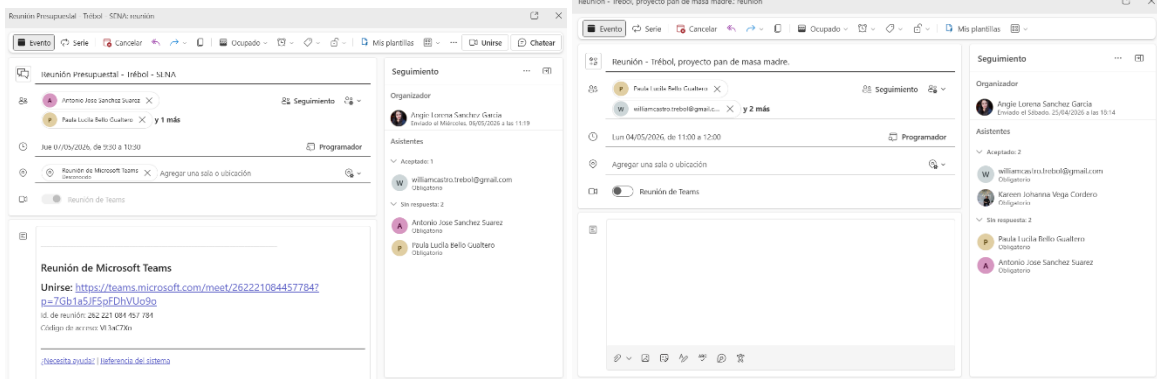 Reunión Presupuestal Trébol SENA: reunión
Evento Serie Cancelar Ocupado Mis plantillas Unirse Chatear
Reunión Presupuestal - Trébol - SENA
Antonio Jose Sanchez Suarez
Seguimiento
Paula Lucila Bello Gualtero y 1 más
Jue 07/05/2026, de 9:30 a 10:30 Programador
Reunión de Microsoft Teams Agregar una sala o ubicación
Desconocido
Reunión de Teams
Reunión de Microsoft Teams
Unirse: https://teams.microsoft.com/meet/2622210844577784?
p=7Gb1a5JF5pFDhVUo9o
Id. de reunión: 262 221 084 457 784
Código de acceso:
¿Necesita ayuda? | Referencia del sistema
Seguimiento
Organizador
Angie Lorena Sanchez Garcia
Enviado el Miércoles, 06/05/2026 a las 11:19
Asistentes
Aceptado: 1
W williamcastro.trebol@gmail.com
Obligatorio
Sin respuesta: 2
A Antonio Jose Sanchez Suarez
Obligatorio
P Paula Lucila Bello Gualtero
Obligatorio
Reunión - Trébol, proyecto pan de masa madre.: reunión
Evento Serie Cancelar Ocupado Mis plantillas
Reunión - Trébol, proyecto pan de masa madre.
P Paula Lucila Bello Gualtero
Seguimiento
W williamcastro.trebol@gmail.c... y 2 más
Lun 04/05/2026, de 11:00 a 12:00 Programador
Agregar una sala o ubicación
Reunión de Teams
Seguimiento
Organizador
Angie Lorena Sanchez Garcia
Enviado el Sábado, 25/04/2026 a las 18:14
Asistentes
Aceptado: 2
W williamcastro.trebol@gmail.com
Obligatorio
Kareen Johanna Vega Cordero
Obligatorio
Sin respuesta: 2
P Paula Lucila Bello Gualtero
Obligatorio
A Antonio Jose Sanchez Suarez
Obligatorio